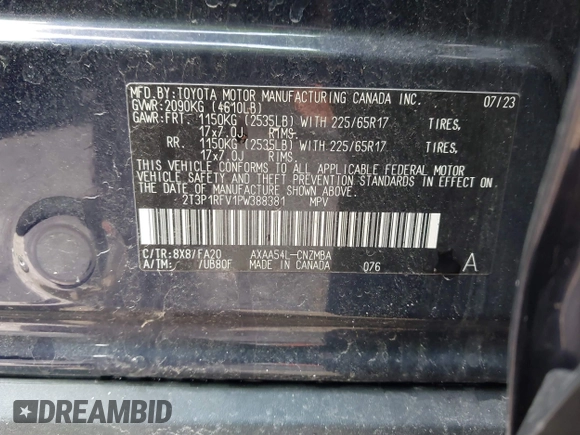 MFD.BY:TOYOTA MOTOR MANUFACTURING CANADA INC. 07/23
GVWR:2090KG (4610LB)
GAWR:FRT. 1150KG (2535LB) WITH 225/65R17 TIRES,
17x7.0J RIMS.
RR. 1150KG (2535LB) WITH 225/65R17 TIRES,
17x7.0J RIMS.
THIS VEHICLE CONFORMS TO ALL APPLICABLE FEDERAL MOTOR
VEHICLE SAFETY AND THEFT PREVENTION STANDARDS IN EFFECT ON
THE DATE OF MANUFACTURE SHOWN ABOVE.
2T3P1RFV1PW388381 MPV
C/TR:8X8/FA20 AXAA54L-CNZMBA
A/TM: /UB80F MADE IN CANADA 076 A
DREAMBID